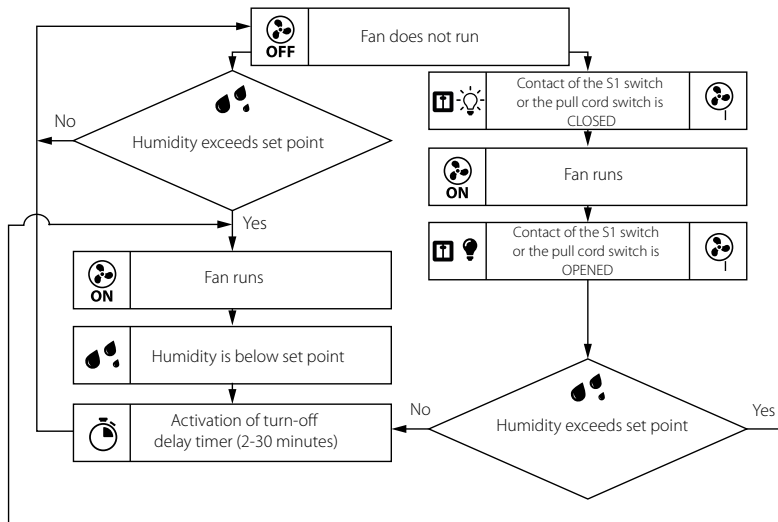 OFF
Fan does not run
No
Humidity exceeds set point
Yes
ON
Fan runs
Humidity is below set point
Activation of turn-off
delay timer (2-30 minutes)
Contact of the S1 switch
or the pull cord switch is
CLOSED
ON
Fan runs
Contact of the S1 switch
or the pull cord switch is
OPENED
No
Humidity exceeds set point
Yes